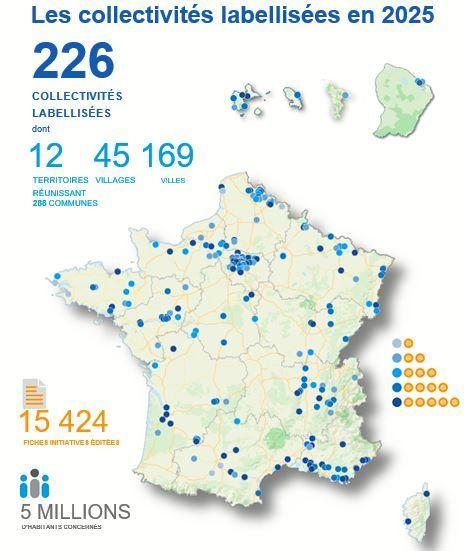 Les collectivités labellisées en 2025
226
COLLECTIVITÉS
LABELLISÉES
dont
12 45 169
TERRITOIRES VILLAGES VILLES
RÉUNISSANT
288 COMMUNES
15 424
FICHES INITIATIVES ÉDITÉES
5 MILLIONS
D'HABITANTS CONCERNÉS